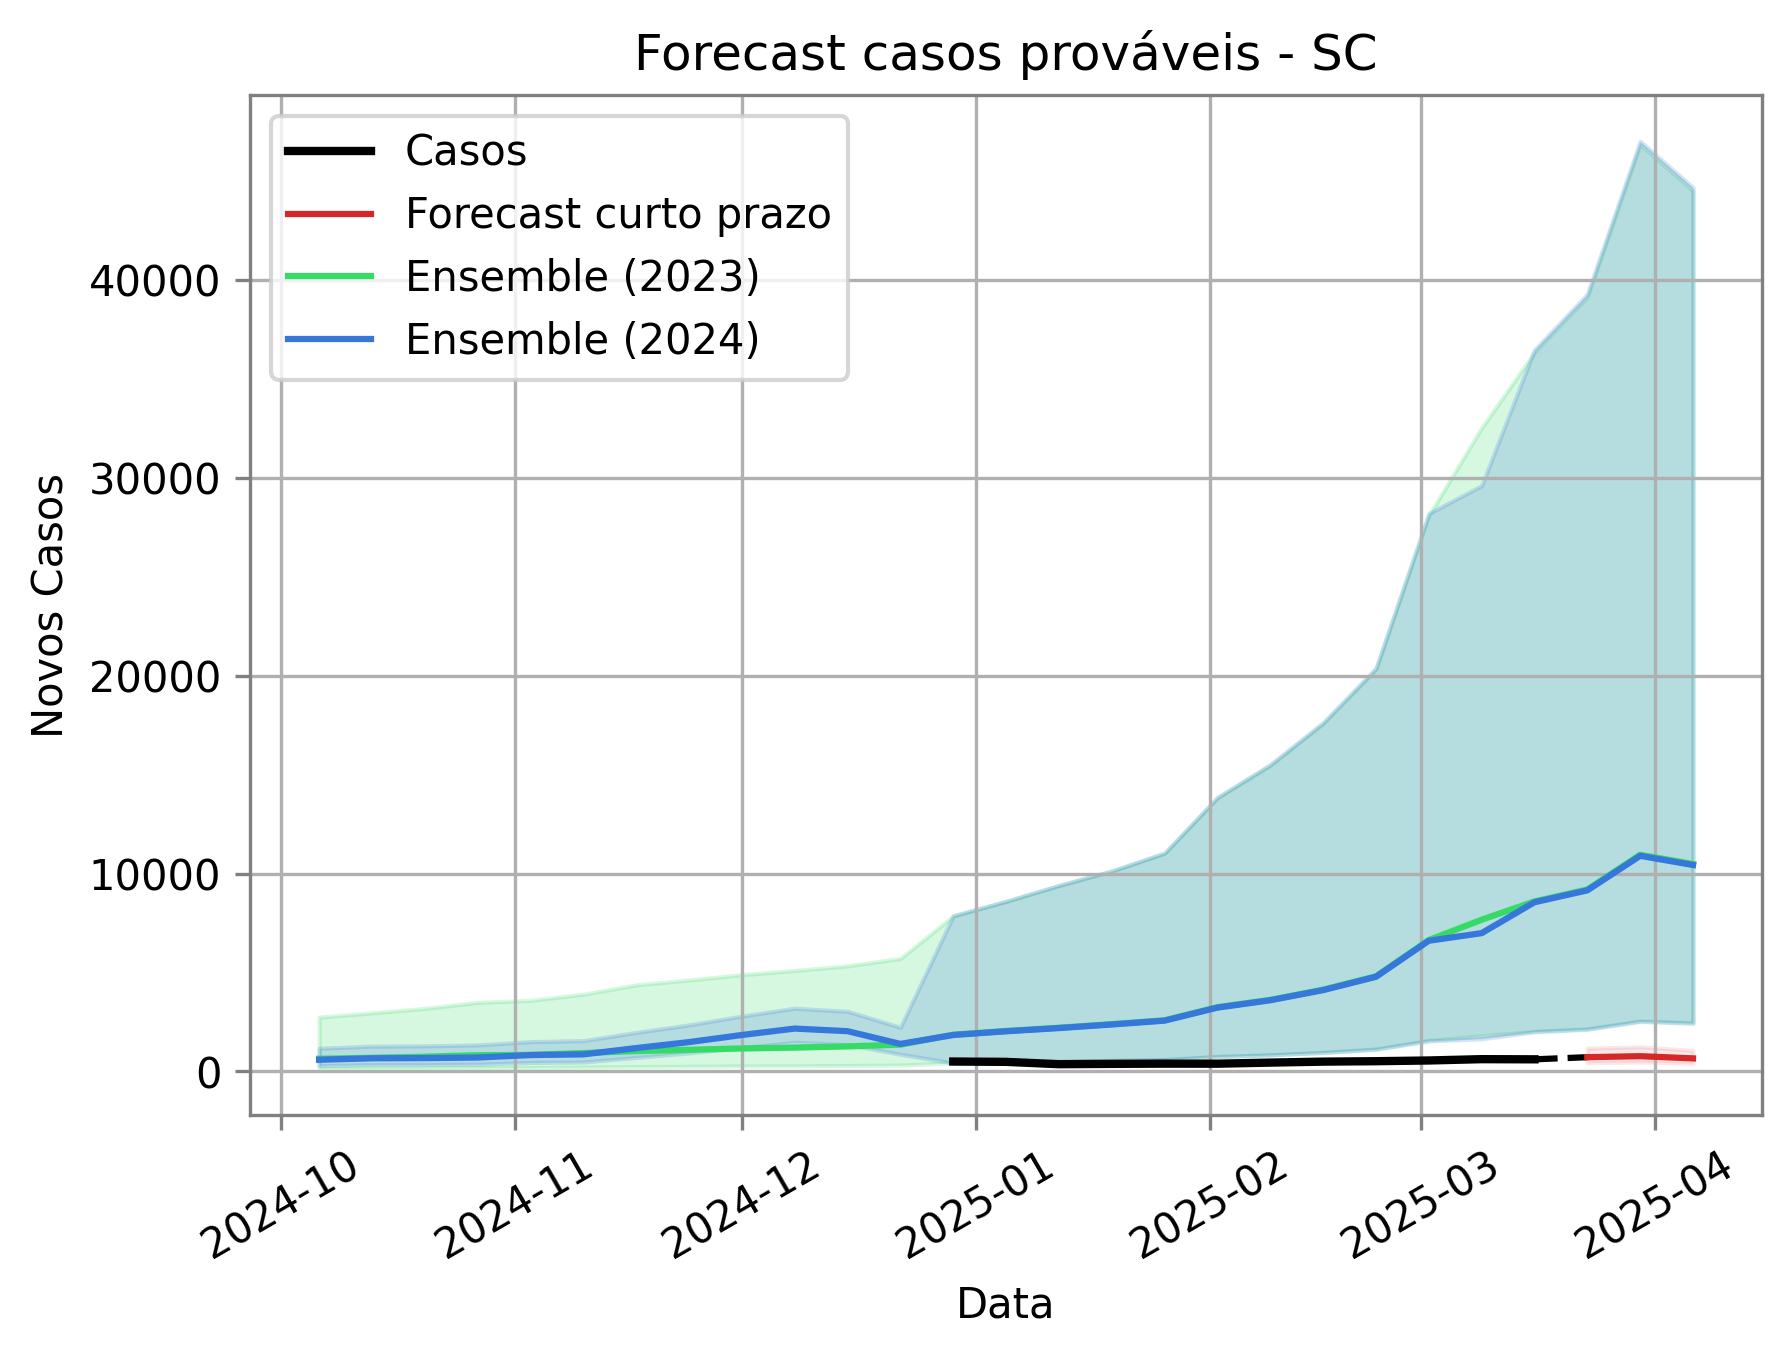 Forecast casos prováveis - SC
Casos
Forecast curto prazo
Ensemble (2023)
Ensemble (2024)
40000
30000
20000
10000
0
Novos Casos
2024-10
2024-11
2024-12
2025-01
2025-02
2025-03
2025-04
Data